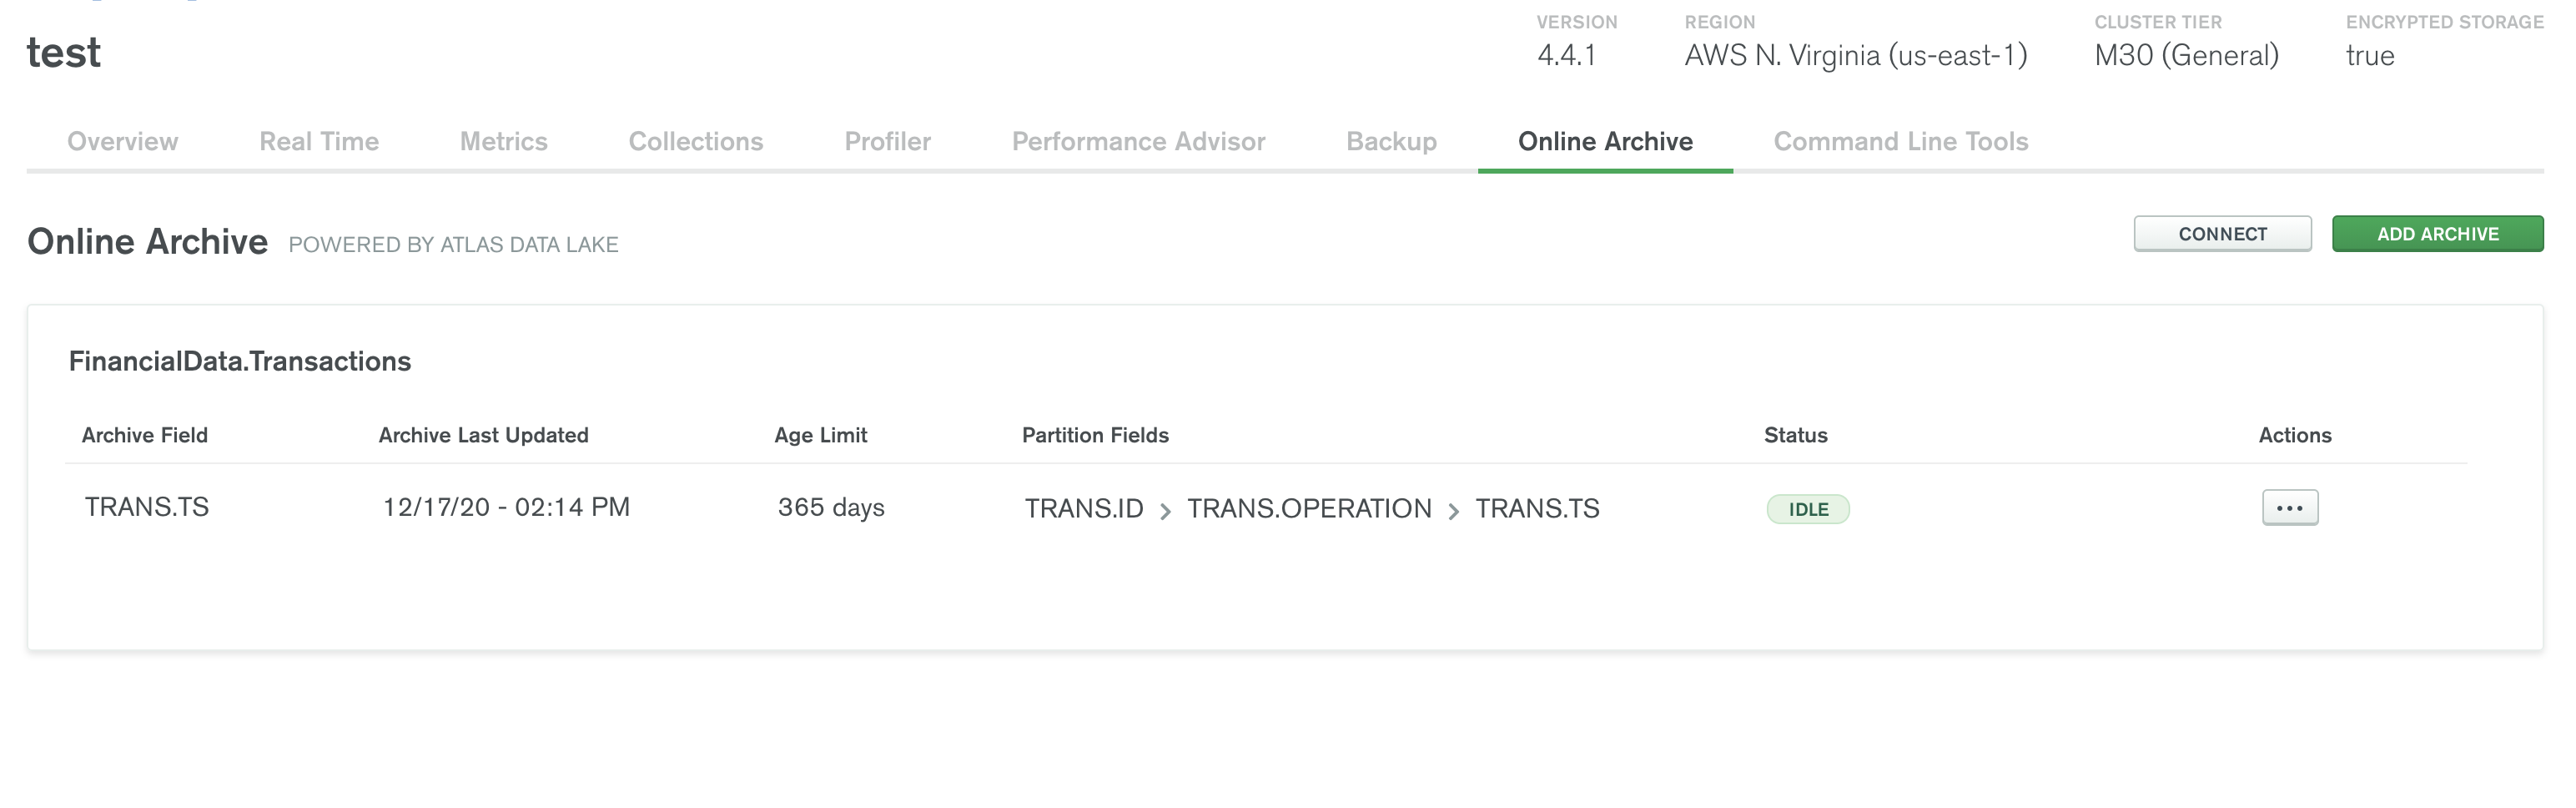 test
VERSION REGION CLUSTER TIER ENCRYPTED STORAGE
4.4.1 AWS N. Virginia (us-east-1) M30 (General) true
Overview Real Time Metrics Collections Profiler Performance Advisor Backup Online Archive Command Line Tools
Online Archive POWERED BY ATLAS DATA LAKE CONNECT ADD ARCHIVE
FinancialData.Transactions
Archive Field Archive Last Updated Age Limit Partition Fields Status Actions
TRANS.TS 12/17/20 - 02:14 PM 365 days TRANS.ID > TRANS.OPERATION > TRANS.TS IDLE ...